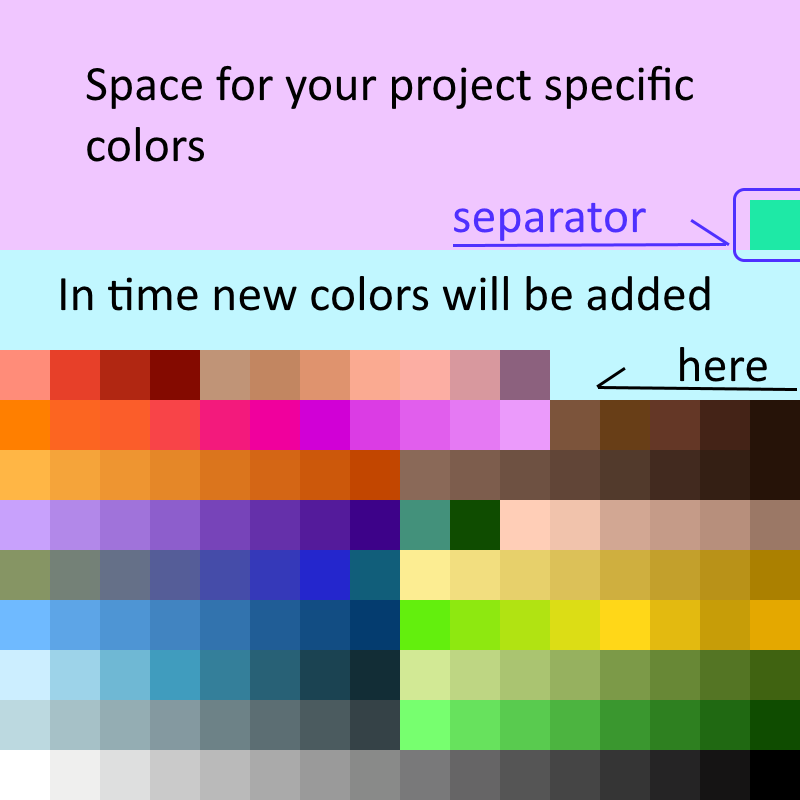 Space for your project specific
colors
separator
In time new colors will be added
here